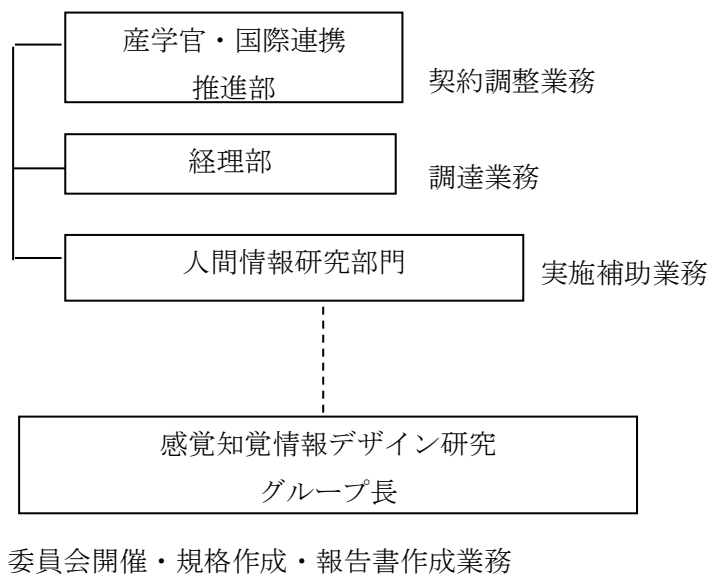 産学官・国際連携
推進部
契約調整業務
経理部
調達業務
人間情報研究部門
実施補助業務
感覚知覚情報デザイン研究
グループ長
委員会開催・規格作成・報告書作成業務